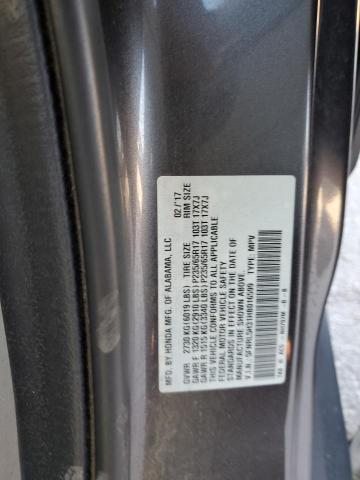 MFD. BY HONDA MFG. OF ALABAMA, LLC 02/'17
GVWR 2730 KG(6019 LBS) TIRE SIZE RIM SIZE
GAWR F 1320 KG(2910 LBS) P235/65R17 103T 17X7J
GAWR R 1515 KG(3340 LBS) P235/65R17 103T 17X7J
THIS VEHICLE CONFORMS TO ALL APPLICABLE
FEDERAL MOTOR VEHICLE SAFETY
STANDARDS IN EFFECT ON THE DATE OF
MANUFACTURE SHOWN ABOVE.
V.I.N.: 5FNRL5H31HB016099 TYPE: MPV